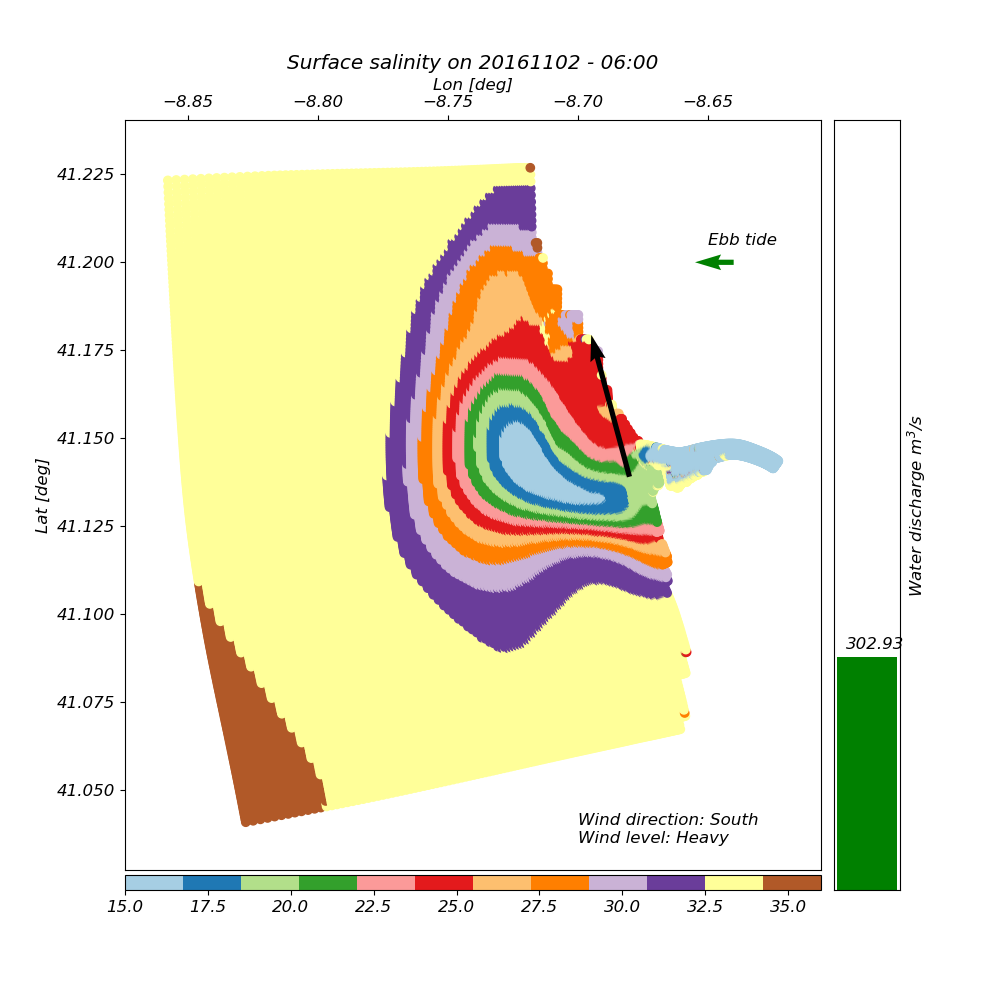 Surface salinity on 20161102 - 06:00
Lon [deg]
−8.85 −8.80 −8.75 −8.70 −8.65
41.225
41.200
41.175
41.150
41.125
41.100
41.075
41.050
Lat [deg]
Ebb tide
Wind direction: South
Wind level: Heavy
302.93
Water discharge m³/s
15.0 17.5 20.0 22.5 25.0 27.5 30.0 32.5 35.0